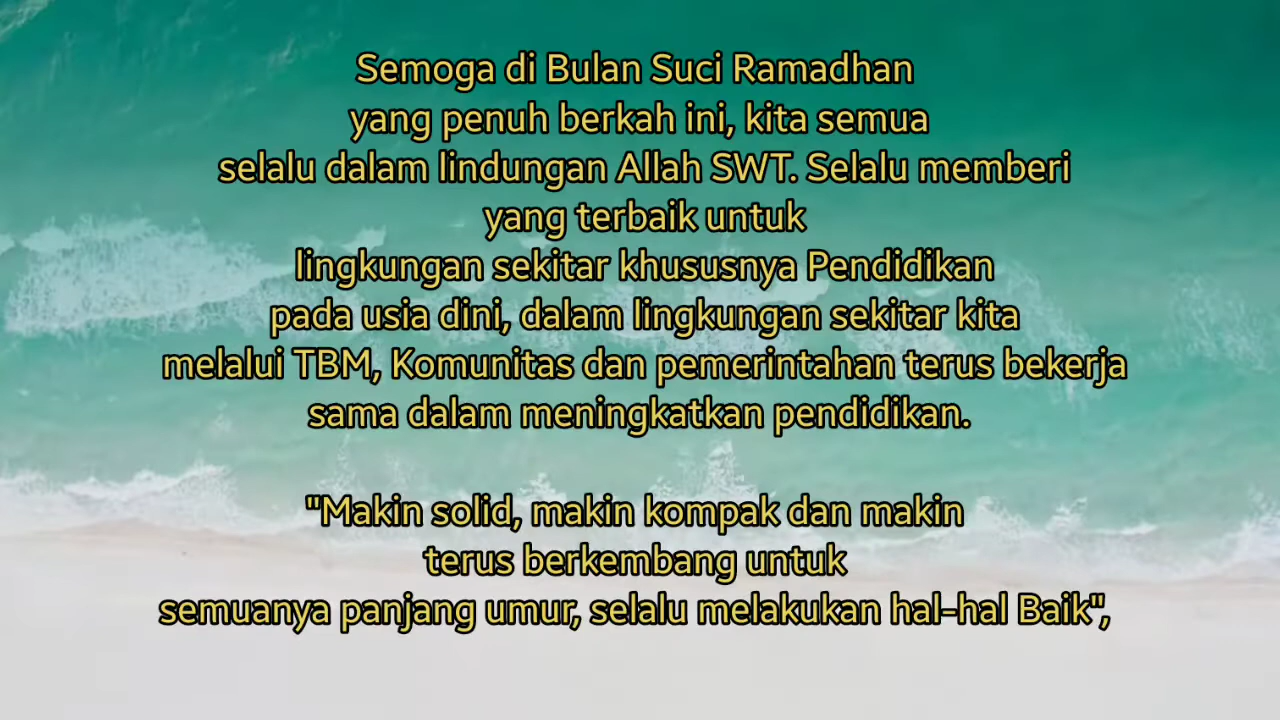 Semoga di Bulan Suci Ramadhan
yang penuh berkah ini, kita semua
selalu dalam lindungan Allah SWT. Selalu memberi
yang terbaik untuk
lingkungan sekitar khususnya Pendidikan
pada usia dini, dalam lingkungan sekitar kita
melalui TBM, Komunitas dan pemerintahan terus bekerja
sama dalam meningkatkan pendidikan.
"Makin solid, makin kompak dan makin
terus berkembang untuk
semuanya panjang umur, selalu melakukan hal-hal Baik",